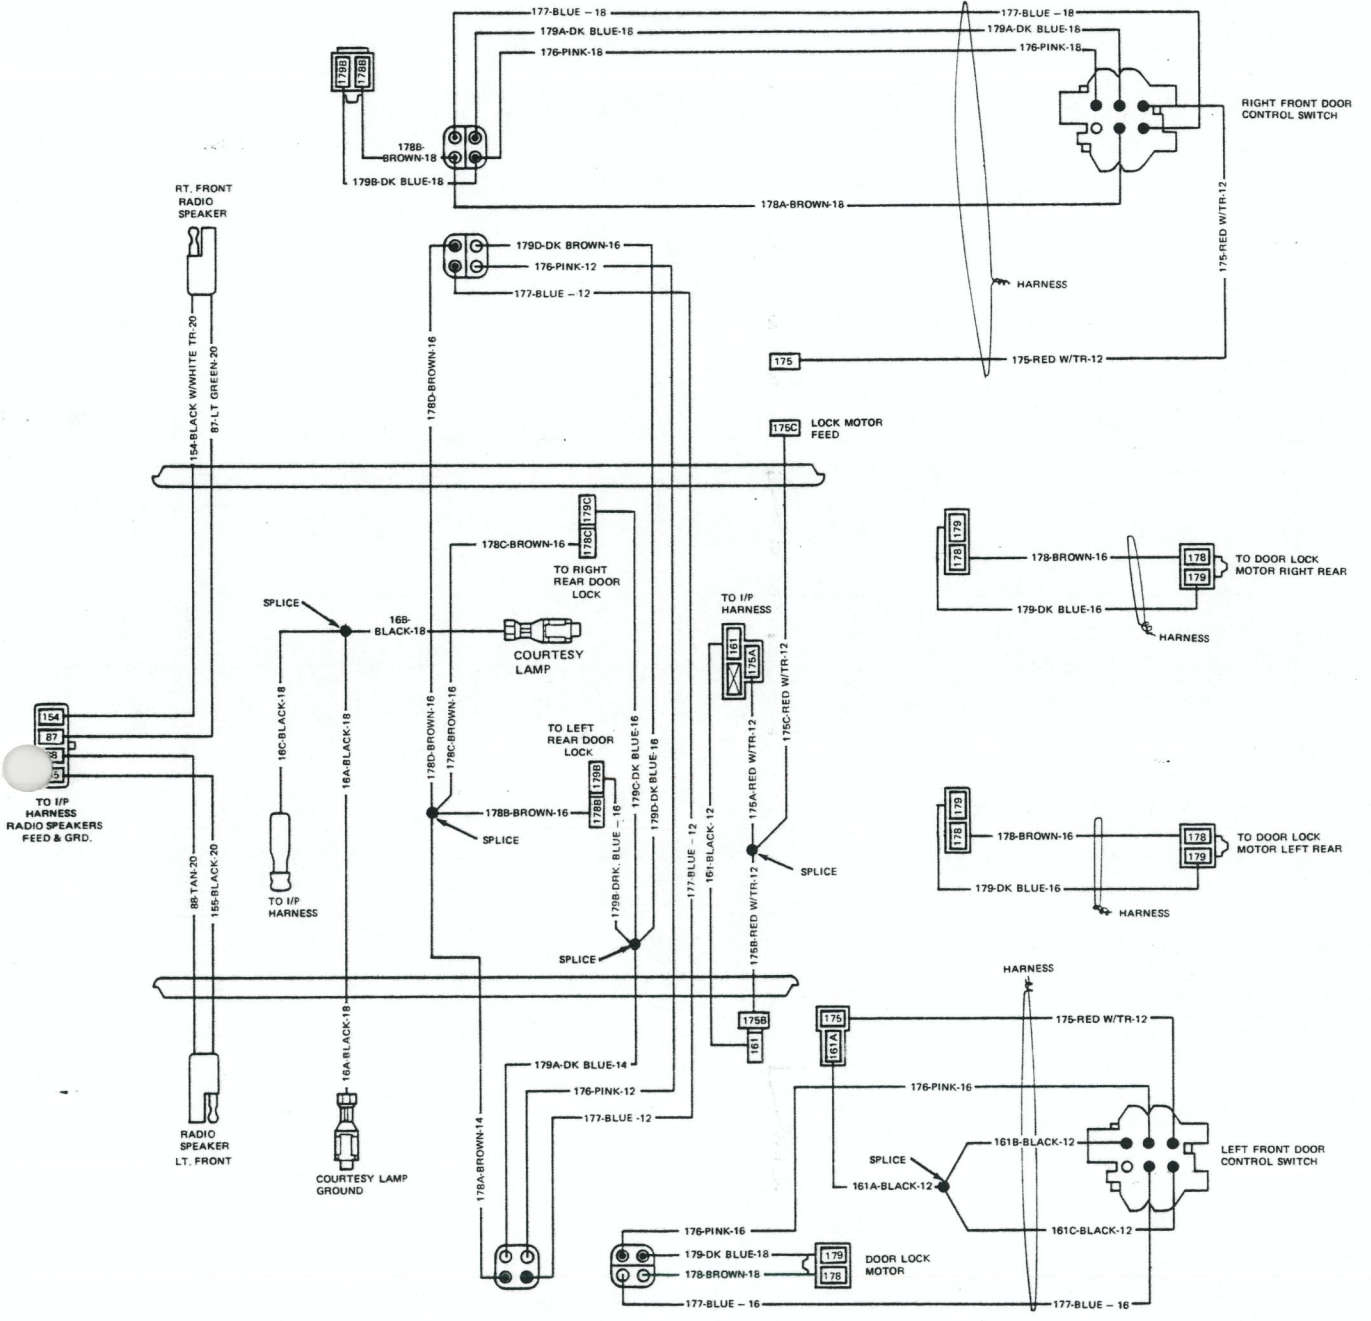 177-BLUE – 18
177-BLUE – 18
179A-DK BLUE-18
179A-DK BLUE-18
176-PINK-18
176-PINK-18
179B
178B
RIGHT FRONT DOOR
CONTROL SWITCH
178B-
BROWN-18
179B-DK BLUE-18
178A-BROWN-18
175-RED W/TR-12
RT. FRONT
RADIO
SPEAKER
179D-DK BROWN-16
176-PINK-12
177-BLUE – 12
HARNESS
154-BLACK W/WHITE TR-20
87-LT GREEN-20
178D-BROWN-16
175
175-RED W/TR-12
175C
LOCK MOTOR
FEED
179C
178C
178C-BROWN-16
TO RIGHT
REAR DOOR
LOCK
179
178
178-BROWN-16
178
179
TO DOOR LOCK
MOTOR RIGHT REAR
179-DK BLUE-16
HARNESS
SPLICE
16B-
BLACK-18
COURTESY
LAMP
TO I/P
HARNESS
161
175A
175C-RED W/TR-12
16C-BLACK-18
16A-BLACK-18
178D-BROWN-16
178C-BROWN-16
154
87
TO I/P
HARNESS
RADIO SPEAKERS
FEED & GRD.
TO LEFT
REAR DOOR
LOCK
179B
178B
178B-BROWN-16
SPLICE
179C-DK BLUE-16
179D-DK BLUE-16
179B-DRK. BLUE – 16
177-BLUE – 12
161-BLACK-12
175A-RED W/TR-12
SPLICE
175B-RED W/TR-12
179
178
178-BROWN-16
178
179
TO DOOR LOCK
MOTOR LEFT REAR
179-DK BLUE-16
HARNESS
88-TAN-20
155-BLACK-20
TO I/P
HARNESS
SPLICE
HARNESS
16A-BLACK-18
175B
161
175
161A
175-RED W/TR-12
179A-DK BLUE-14
176-PINK-12
177-BLUE -12
176-PINK-16
178A-BROWN-14
RADIO
SPEAKER
LT. FRONT
COURTESY LAMP
GROUND
161B-BLACK-12
SPLICE
161A-BLACK-12
161C-BLACK-12
LEFT FRONT DOOR
CONTROL SWITCH
176-PINK-16
179-DK BLUE-18
178-BROWN-18
179
178
DOOR LOCK
MOTOR
177-BLUE – 16
177-BLUE – 16